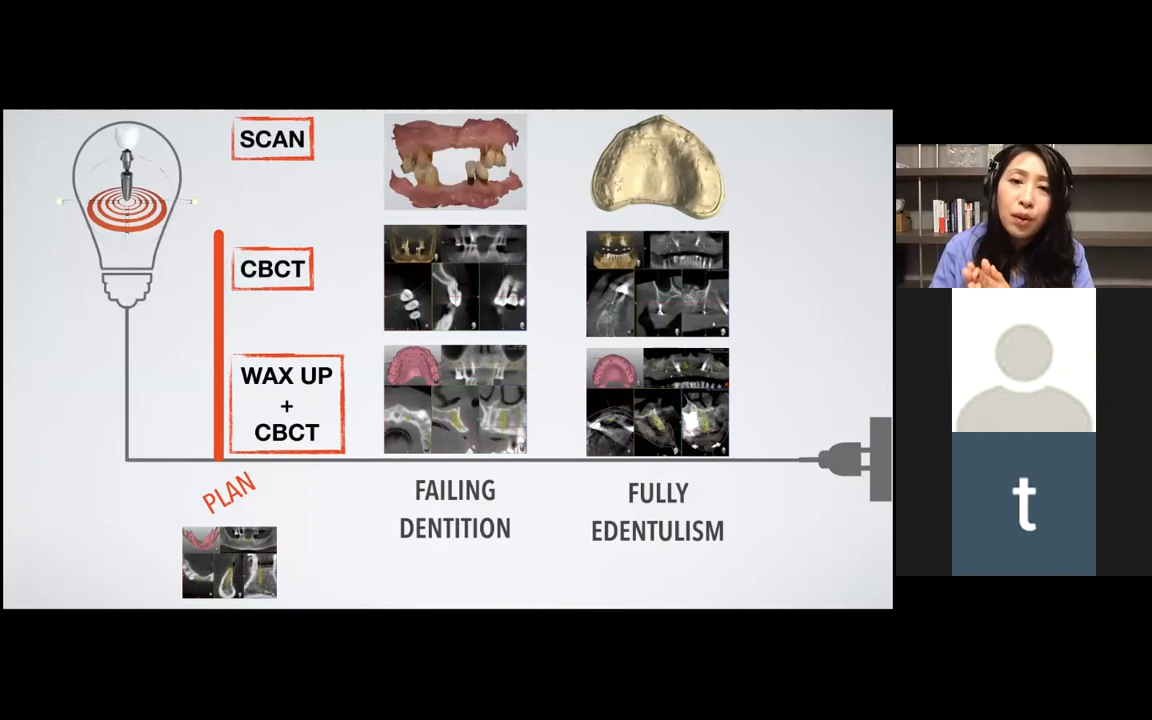 SCAN
CBCT
WAX UP
+
CBCT
PLAN
FAILING
DENTITION
FULLY
EDENTULISM
t